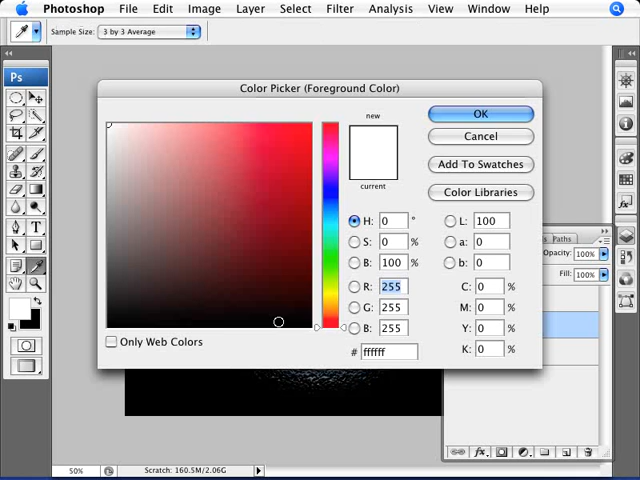 Photoshop File Edit Image Layer Select Filter Analysis View Window Help
Sample Size: 3 by 3 Average
Ps
Color Picker (Foreground Color)
new
current
OK
Cancel
Add To Swatches
Color Libraries
H: 0 °
S: 0 %
B: 100 %
R: 255
G: 255
B: 255
# ffffff
L: 100
a: 0
b: 0
C: 0 %
M: 0 %
Y: 0 %
K: 0 %
Only Web Colors
Paths
Opacity: 100%
Fill: 100%
50% Scratch: 160.5M/2.06G